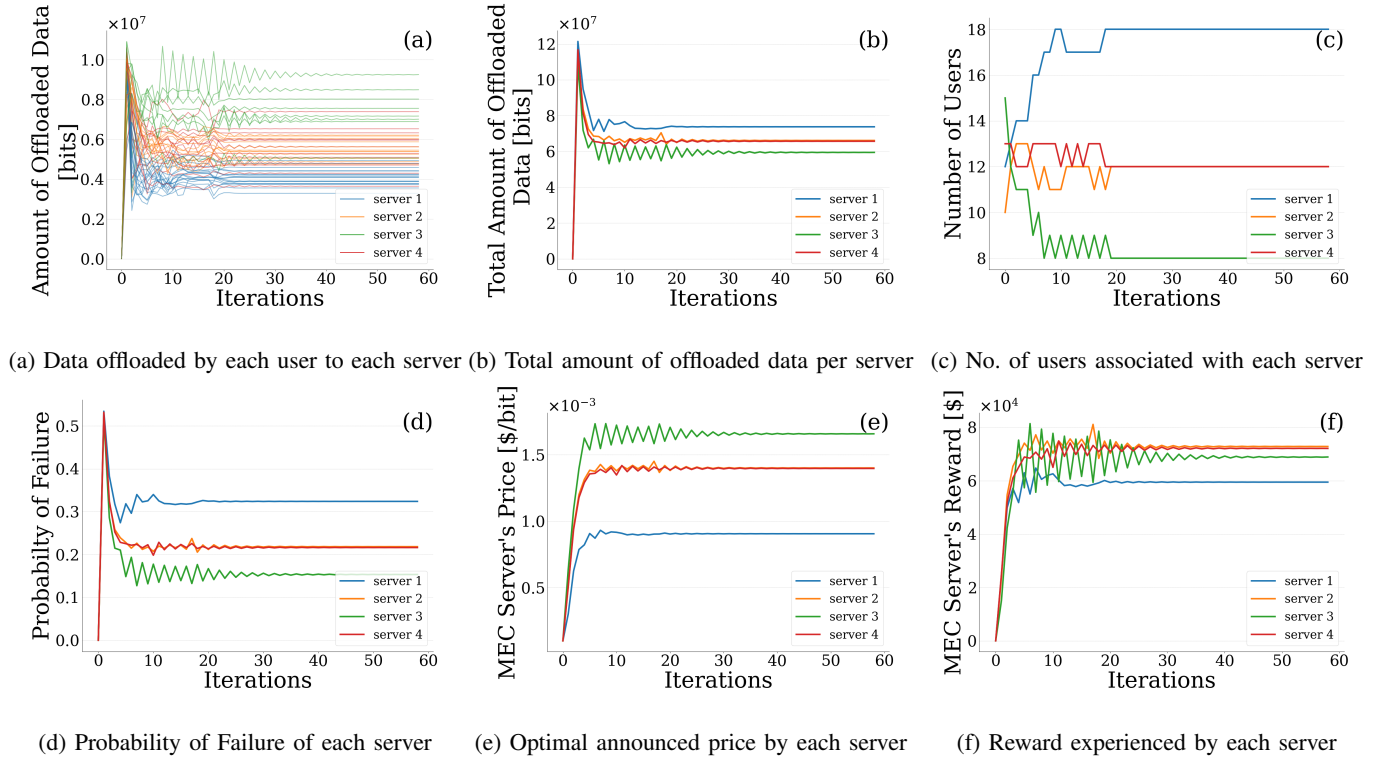 Amount of Offloaded Data
[bits]
×10⁷
(a)
1.0
0.8
0.6
0.4
0.2
0.0
server 1
server 2
server 3
server 4
0 10 20 30 40 50 60
Iterations
Total Amount of Offloaded
Data [bits]
×10⁷
(b)
12
10
8
6
4
2
0
server 1
server 2
server 3
server 4
0 10 20 30 40 50 60
Iterations
Number of Users
(c)
18
16
14
12
10
8
server 1
server 2
server 3
server 4
0 10 20 30 40 50 60
Iterations
(a) Data offloaded by each user to each server
(b) Total amount of offloaded data per server
(c) No. of users associated with each server
Probabilty of Failure
(d)
0.5
0.4
0.3
0.2
0.1
0.0
server 1
server 2
server 3
server 4
0 10 20 30 40 50 60
Iterations
MEC Server's Price [$/bit]
×10⁻³
(e)
1.5
1.0
0.5
server 1
server 2
server 3
server 4
0 10 20 30 40 50 60
Iterations
MEC Server's Reward [$]
×10⁴
(f)
8
6
4
2
0
server 1
server 2
server 3
server 4
0 10 20 30 40 50 60
Iterations
(d) Probability of Failure of each server
(e) Optimal announced price by each server
(f) Reward experienced by each server